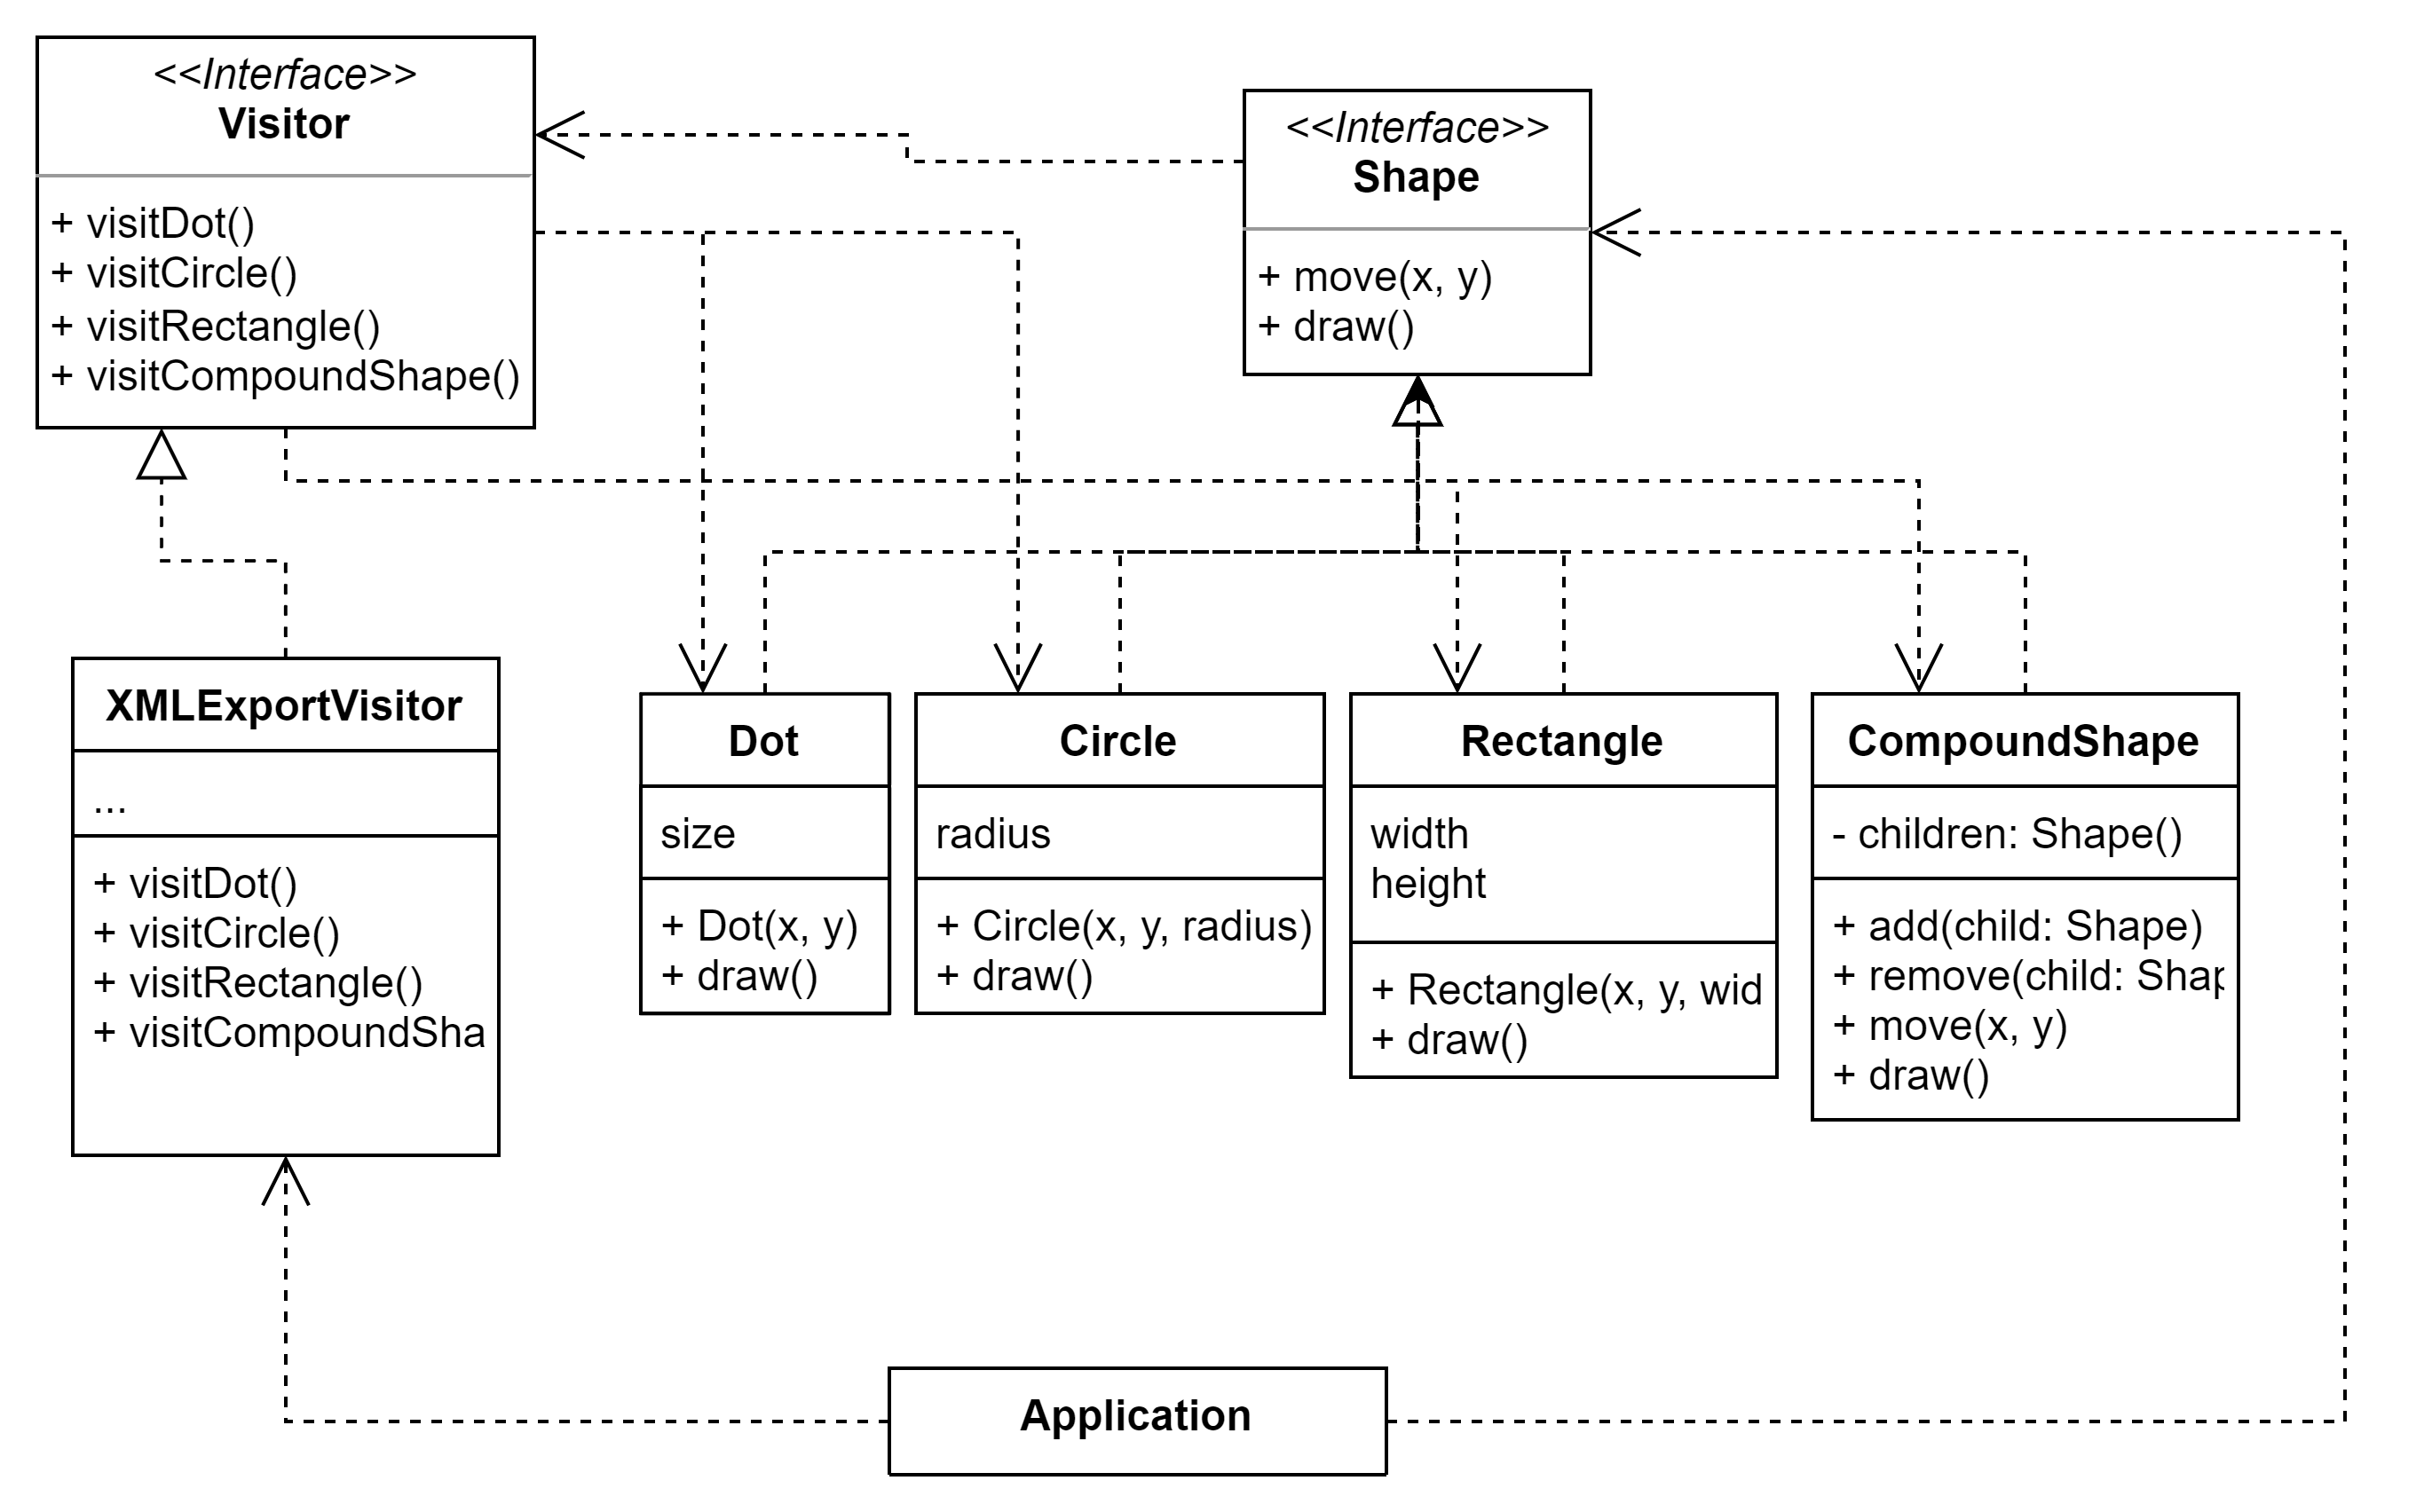 <<Interface>>
Visitor
+ visitDot()
+ visitCircle()
+ visitRectangle()
+ visitCompoundShape()
<<Interface>>
Shape
+ move(x, y)
+ draw()
XMLExportVisitor
...
+ visitDot()
+ visitCircle()
+ visitRectangle()
+ visitCompoundSha
Dot
size
+ Dot(x, y)
+ draw()
Circle
radius
+ Circle(x, y, radius)
+ draw()
Rectangle
width
height
+ Rectangle(x, y, wid
+ draw()
CompoundShape
- children: Shape()
+ add(child: Shape)
+ remove(child: Shap
+ move(x, y)
+ draw()
Application